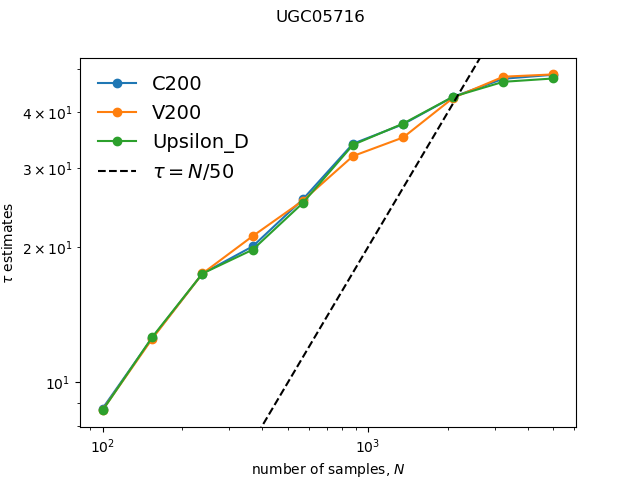 UGC05716
C200
V200
Upsilon_D
τ = N/50
4 × 10¹
3 × 10¹
2 × 10¹
10¹
τ estimates
10² 10³
number of samples, N